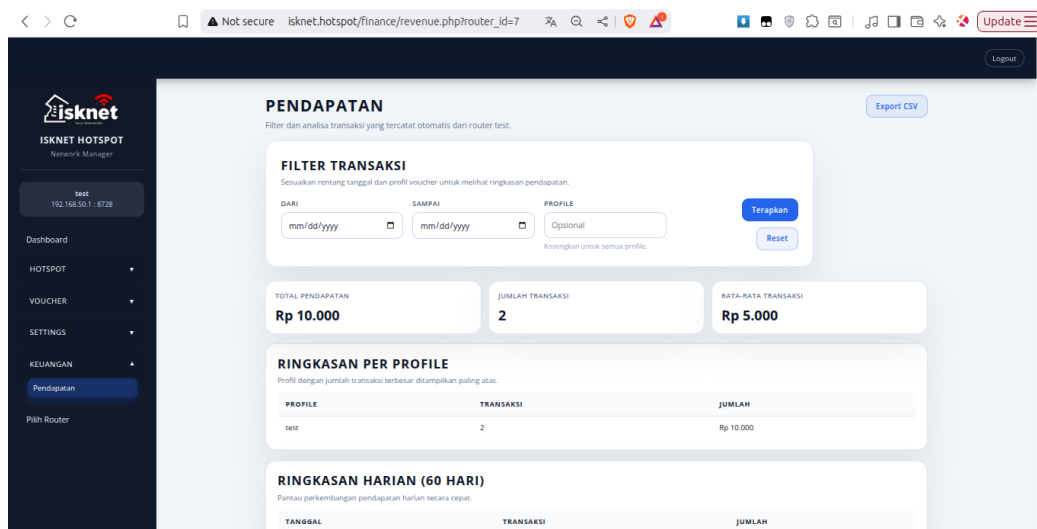 Not secure isknet.hotspot/finance/revenue.php?router_id=7
Update
Logout
isknet
ISKNET HOTSPOT
Network Manager
test
192.168.50.1 : 8728
Dashboard
HOTSPOT
VOUCHER
SETTINGS
KEUANGAN
Pendapatan
Pilih Router
PENDAPATAN
Export CSV
Filter dan analisa transaksi yang tercatat otomatis dari router test.
FILTER TRANSAKSI
Sesuaikan rentang tanggal dan profil voucher untuk melihat ringkasan pendapatan.
DARI SAMPAI PROFILE
mm/dd/yyyy mm/dd/yyyy Opsional
Terapkan
Kosongkan untuk semua profile.
Reset
TOTAL PENDAPATAN JUMLAH TRANSAKSI RATA-RATA TRANSAKSI
Rp 10.000 2 Rp 5.000
RINGKASAN PER PROFILE
Profil dengan jumlah transaksi terbesar ditampilkan paling atas.
PROFILE TRANSAKSI JUMLAH
test 2 Rp 10.000
RINGKASAN HARIAN (60 HARI)
Pantau perkembangan pendapatan harian secara cepat.
TANGGAL TRANSAKSI JUMLAH